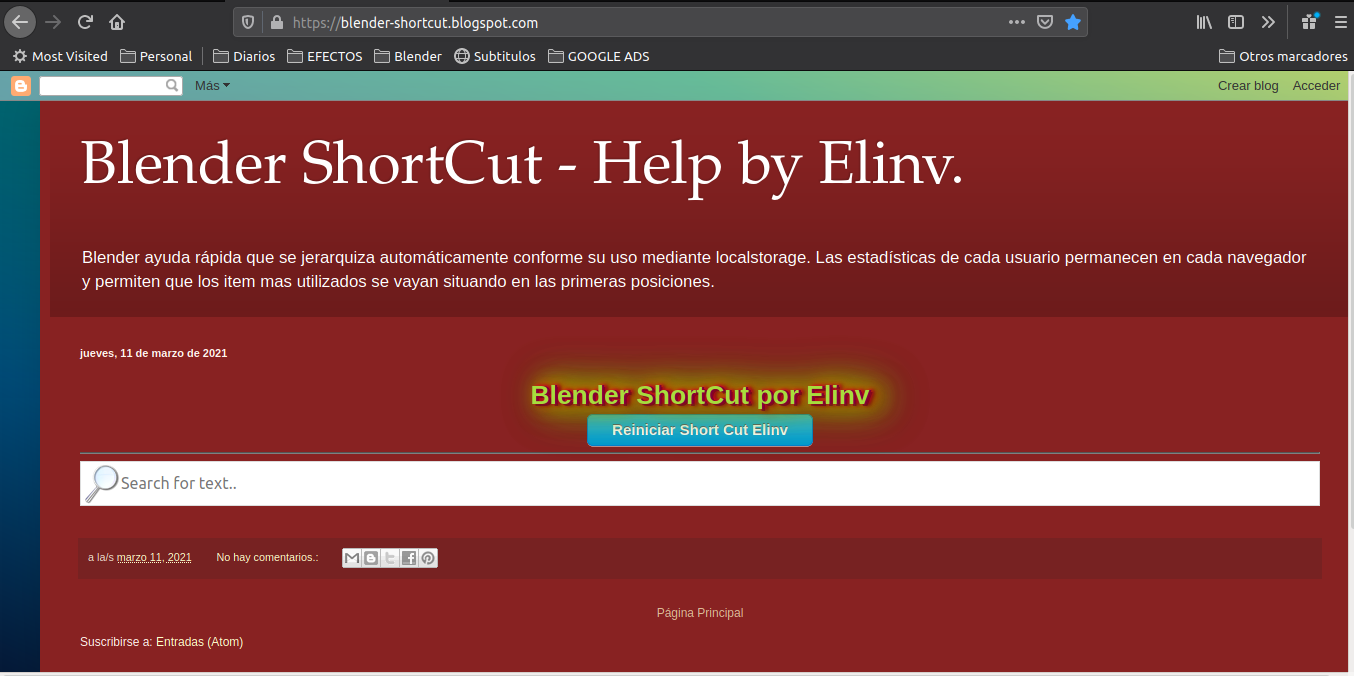 https://blender-shortcut.blogspot.com
Most Visited Personal Diarios EFECTOS Blender Subtitulos GOOGLE ADS Otros marcadores
Más Crear blog Acceder
Blender ShortCut - Help by Elinv.
Blender ayuda rápida que se jerarquiza automáticamente conforme su uso mediante localstorage. Las estadísticas de cada usuario permanecen en cada navegador
y permiten que los item mas utilizados se vayan situando en las primeras posiciones.
jueves, 11 de marzo de 2021
Blender ShortCut por Elinv
Reiniciar Short Cut Elinv
Search for text..
a la/s marzo 11, 2021 No hay comentarios.:
Página Principal
Suscribirse a: Entradas (Atom)